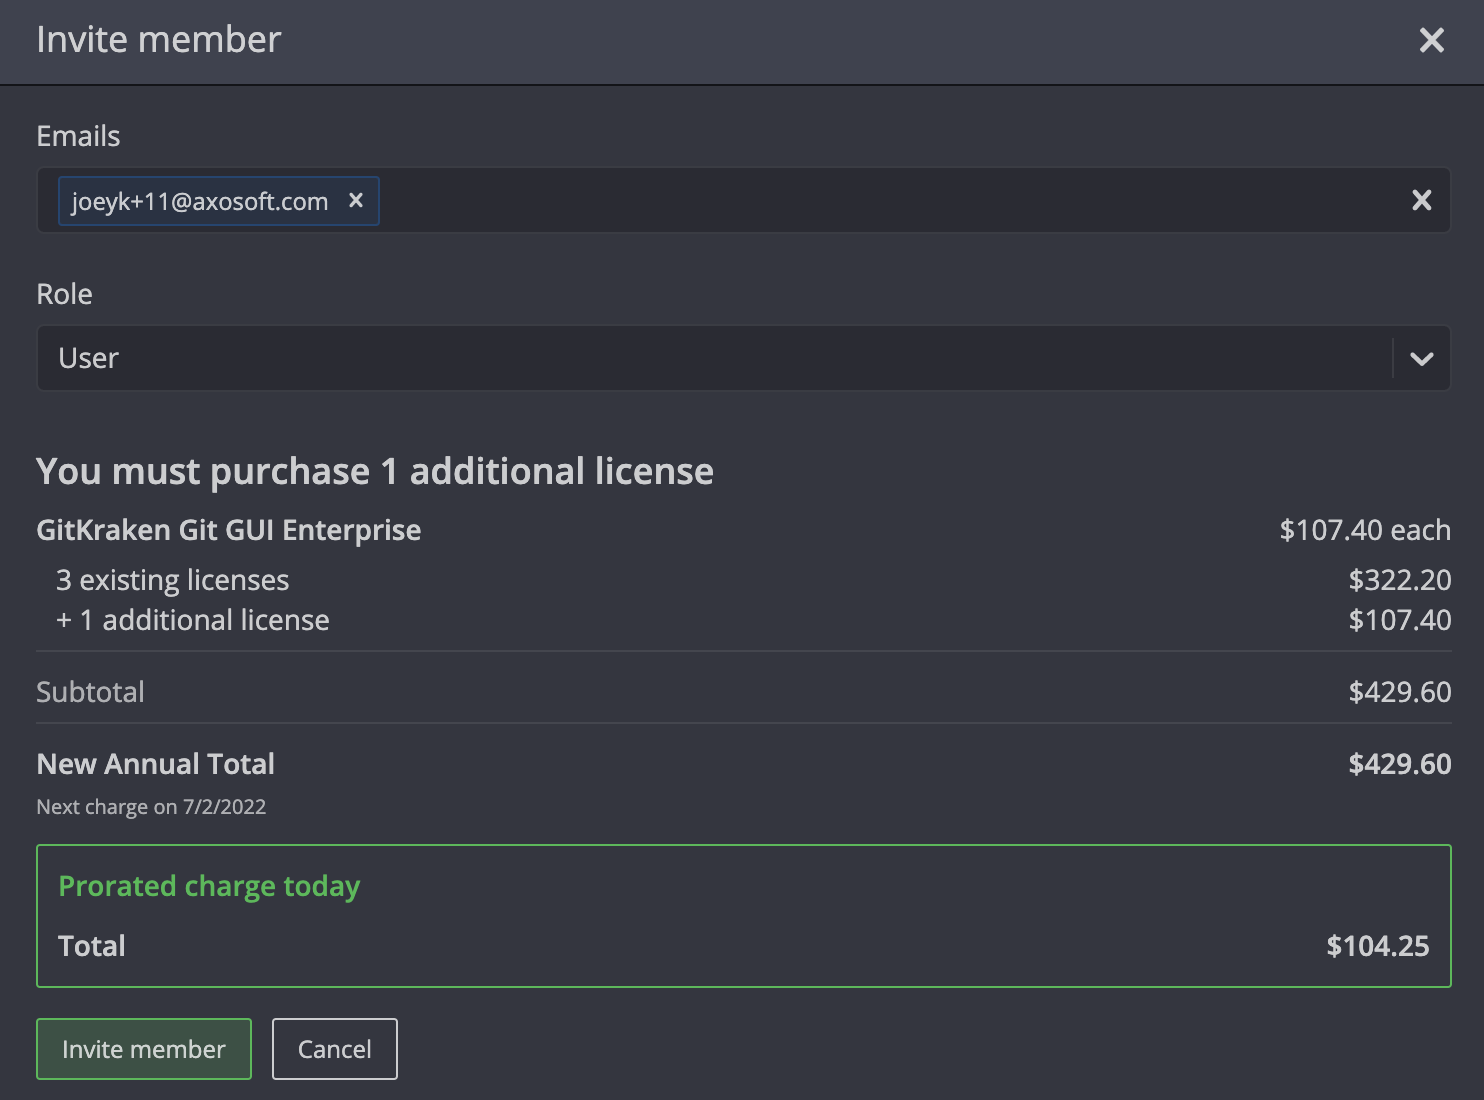 Invite member
Emails
joeyk+11@axosoft.com
Role
User
You must purchase 1 additional license
GitKraken Git GUI Enterprise $107.40 each
3 existing licenses $322.20
+ 1 additional license $107.40
Subtotal $429.60
New Annual Total $429.60
Next charge on 7/2/2022
Prorated charge today
Total $104.25
Invite member Cancel